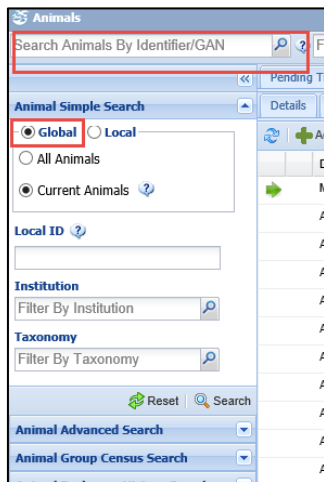 Animals
Search Animals By Identifier/GAN
Pending T
Animal Simple Search
Details
Global Local
All Animals
Current Animals
Local ID
Institution
Filter By Institution
Taxonomy
Filter By Taxonomy
Reset Search
Animal Advanced Search
Animal Group Census Search